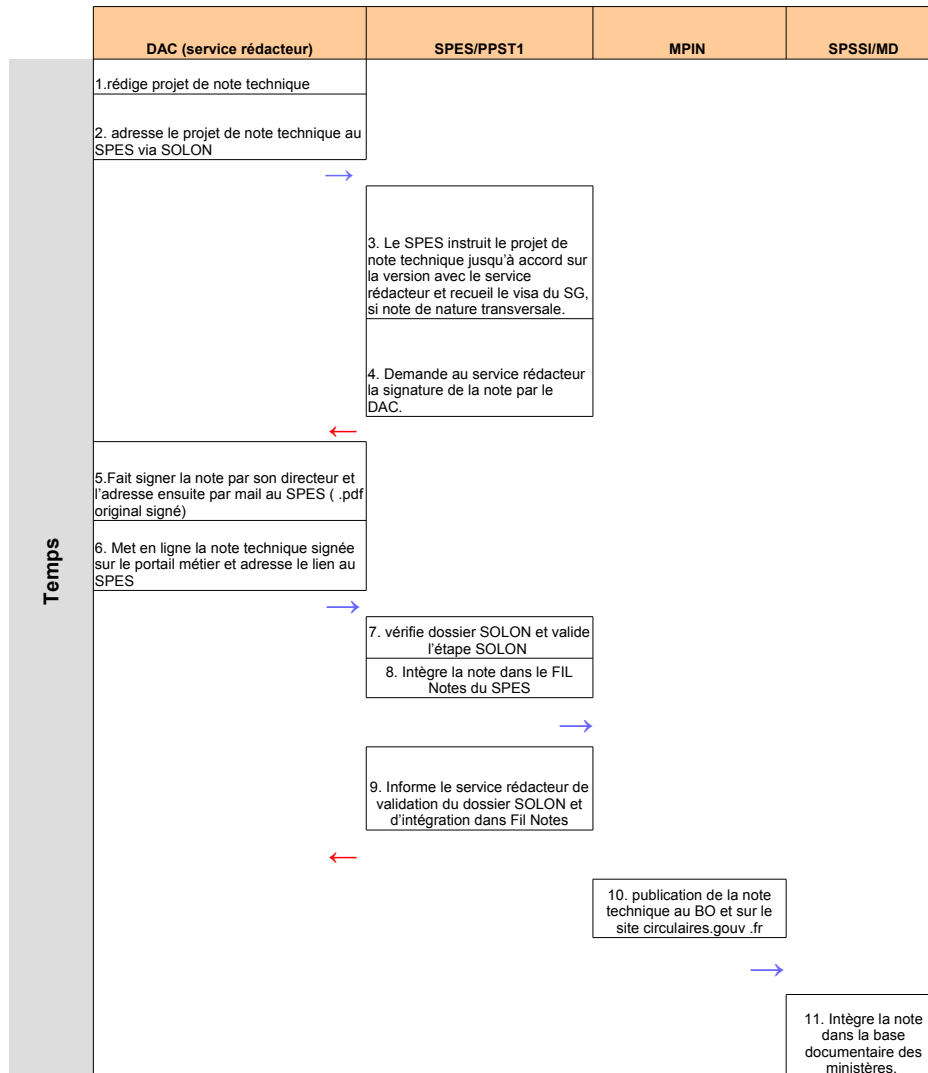 DAC (service rédacteur)
SPES/PPST1
MPIN
SPSSI/MD
Temps
1.rédige projet de note technique
2. adresse le projet de note technique au
SPES via SOLON
→
3. Le SPES instruit le projet de
note technique jusqu’à accord sur
la version avec le service
rédacteur et recueil le visa du SG,
si note de nature transversale.
4. Demande au service rédacteur
la signature de la note par le
DAC.
←
5.Fait signer la note par son directeur et
l’adresse ensuite par mail au SPES ( .pdf
original signé)
6. Met en ligne la note technique signée
sur le portail métier et adresse le lien au
SPES
→
7. vérifie dossier SOLON et valide
l’étape SOLON
8. Intègre la note dans le FIL
Notes du SPES
→
9. Informe le service rédacteur de
validation du dossier SOLON et
d’intégration dans Fil Notes
←
10. publication de la note
technique au BO et sur le
site circulaires.gouv .fr
→
11. Intègre la note
dans la base
documentaire des
ministères.